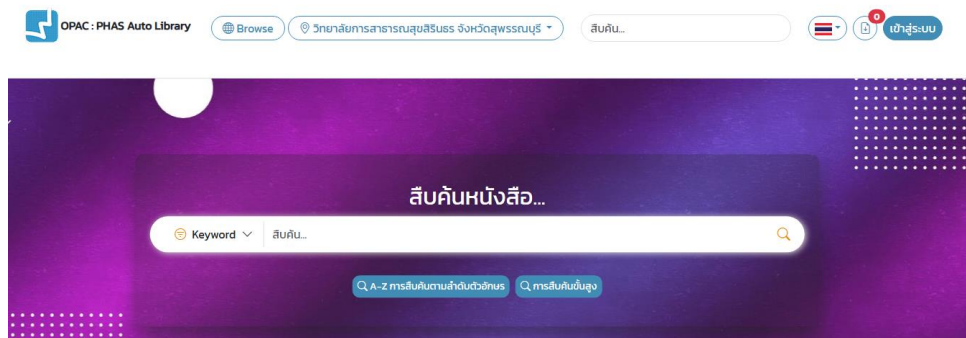 OPAC : PHAS Auto Library Browse วิทยาลัยการสาธารณสุขสิรินธร จังหวัดสุพรรณบุรี สืบค้น... 0 เข้าสู่ระบบ
สืบค้นหนังสือ...
Keyword สืบค้น...
A-Z การสืบค้นตามลำดับตัวอักษร การสืบค้นขั้นสูง